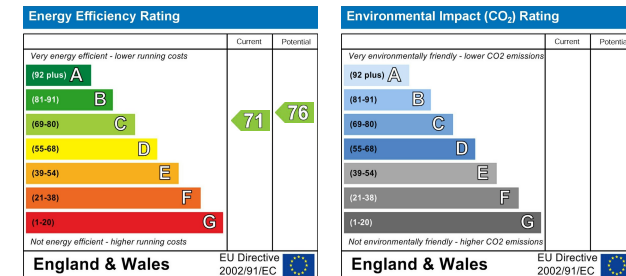 Energy Efficiency Rating
Current Potential
Very energy efficient - lower running costs
(92 plus) A
(81-91) B
(69-80) C
71 76
(55-68) D
(39-54) E
(21-38) F
(1-20) G
Not energy efficient - higher running costs
England & Wales
EU Directive
2002/91/EC
Environmental Impact (CO₂) Rating
Current Potential
Very environmentally friendly - lower CO2 emissions
(92 plus) A
(81-91) B
(69-80) C
(55-68) D
(39-54) E
(21-38) F
(1-20) G
Not environmentally friendly - higher CO2 emissions
England & Wales
EU Directive
2002/91/EC